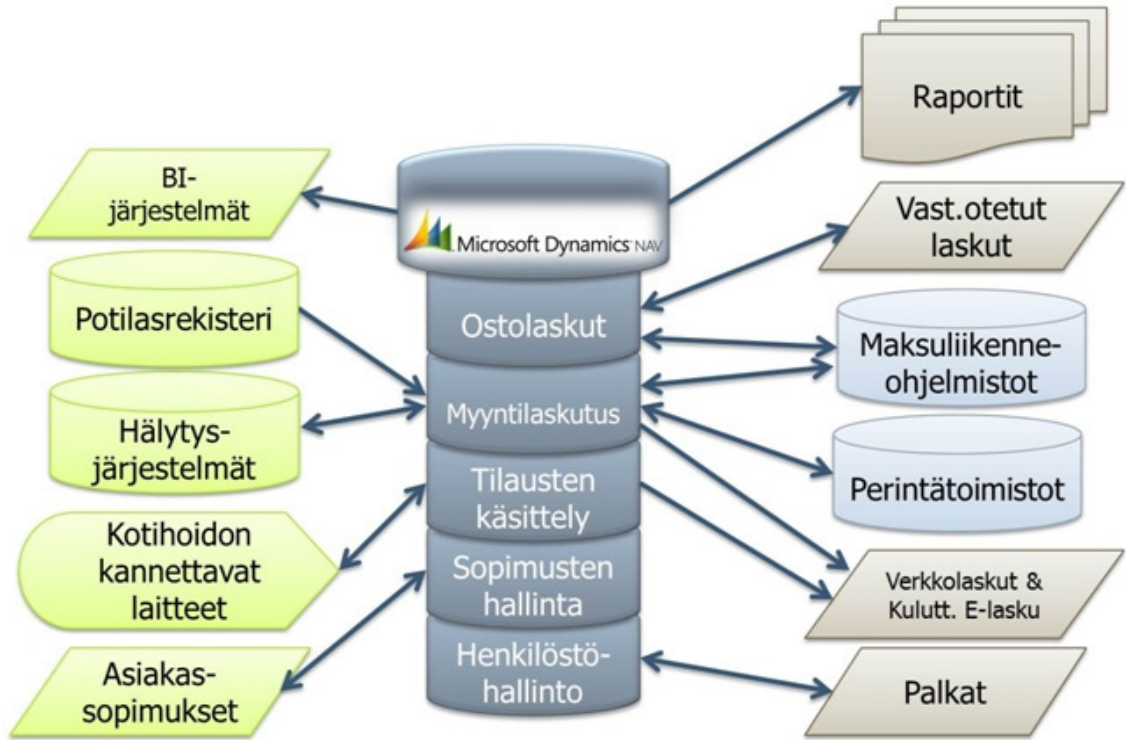 Raportit
BI-
järjestelmät
Microsoft Dynamics NAV
Vast.otetut
laskut
Potilasrekisteri
Ostolaskut
Maksuliikenne-
ohjelmistot
Hälytys-
järjestelmät
Myyntilaskutus
Perintätoimistot
Tilausten
käsittely
Kotihoidon
kannettavat
laitteet
Sopimusten
hallinta
Verkkolaskut &
Kulutt. E-lasku
Asiakas-
sopimukset
Henkilöstö-
hallinto
Palkat